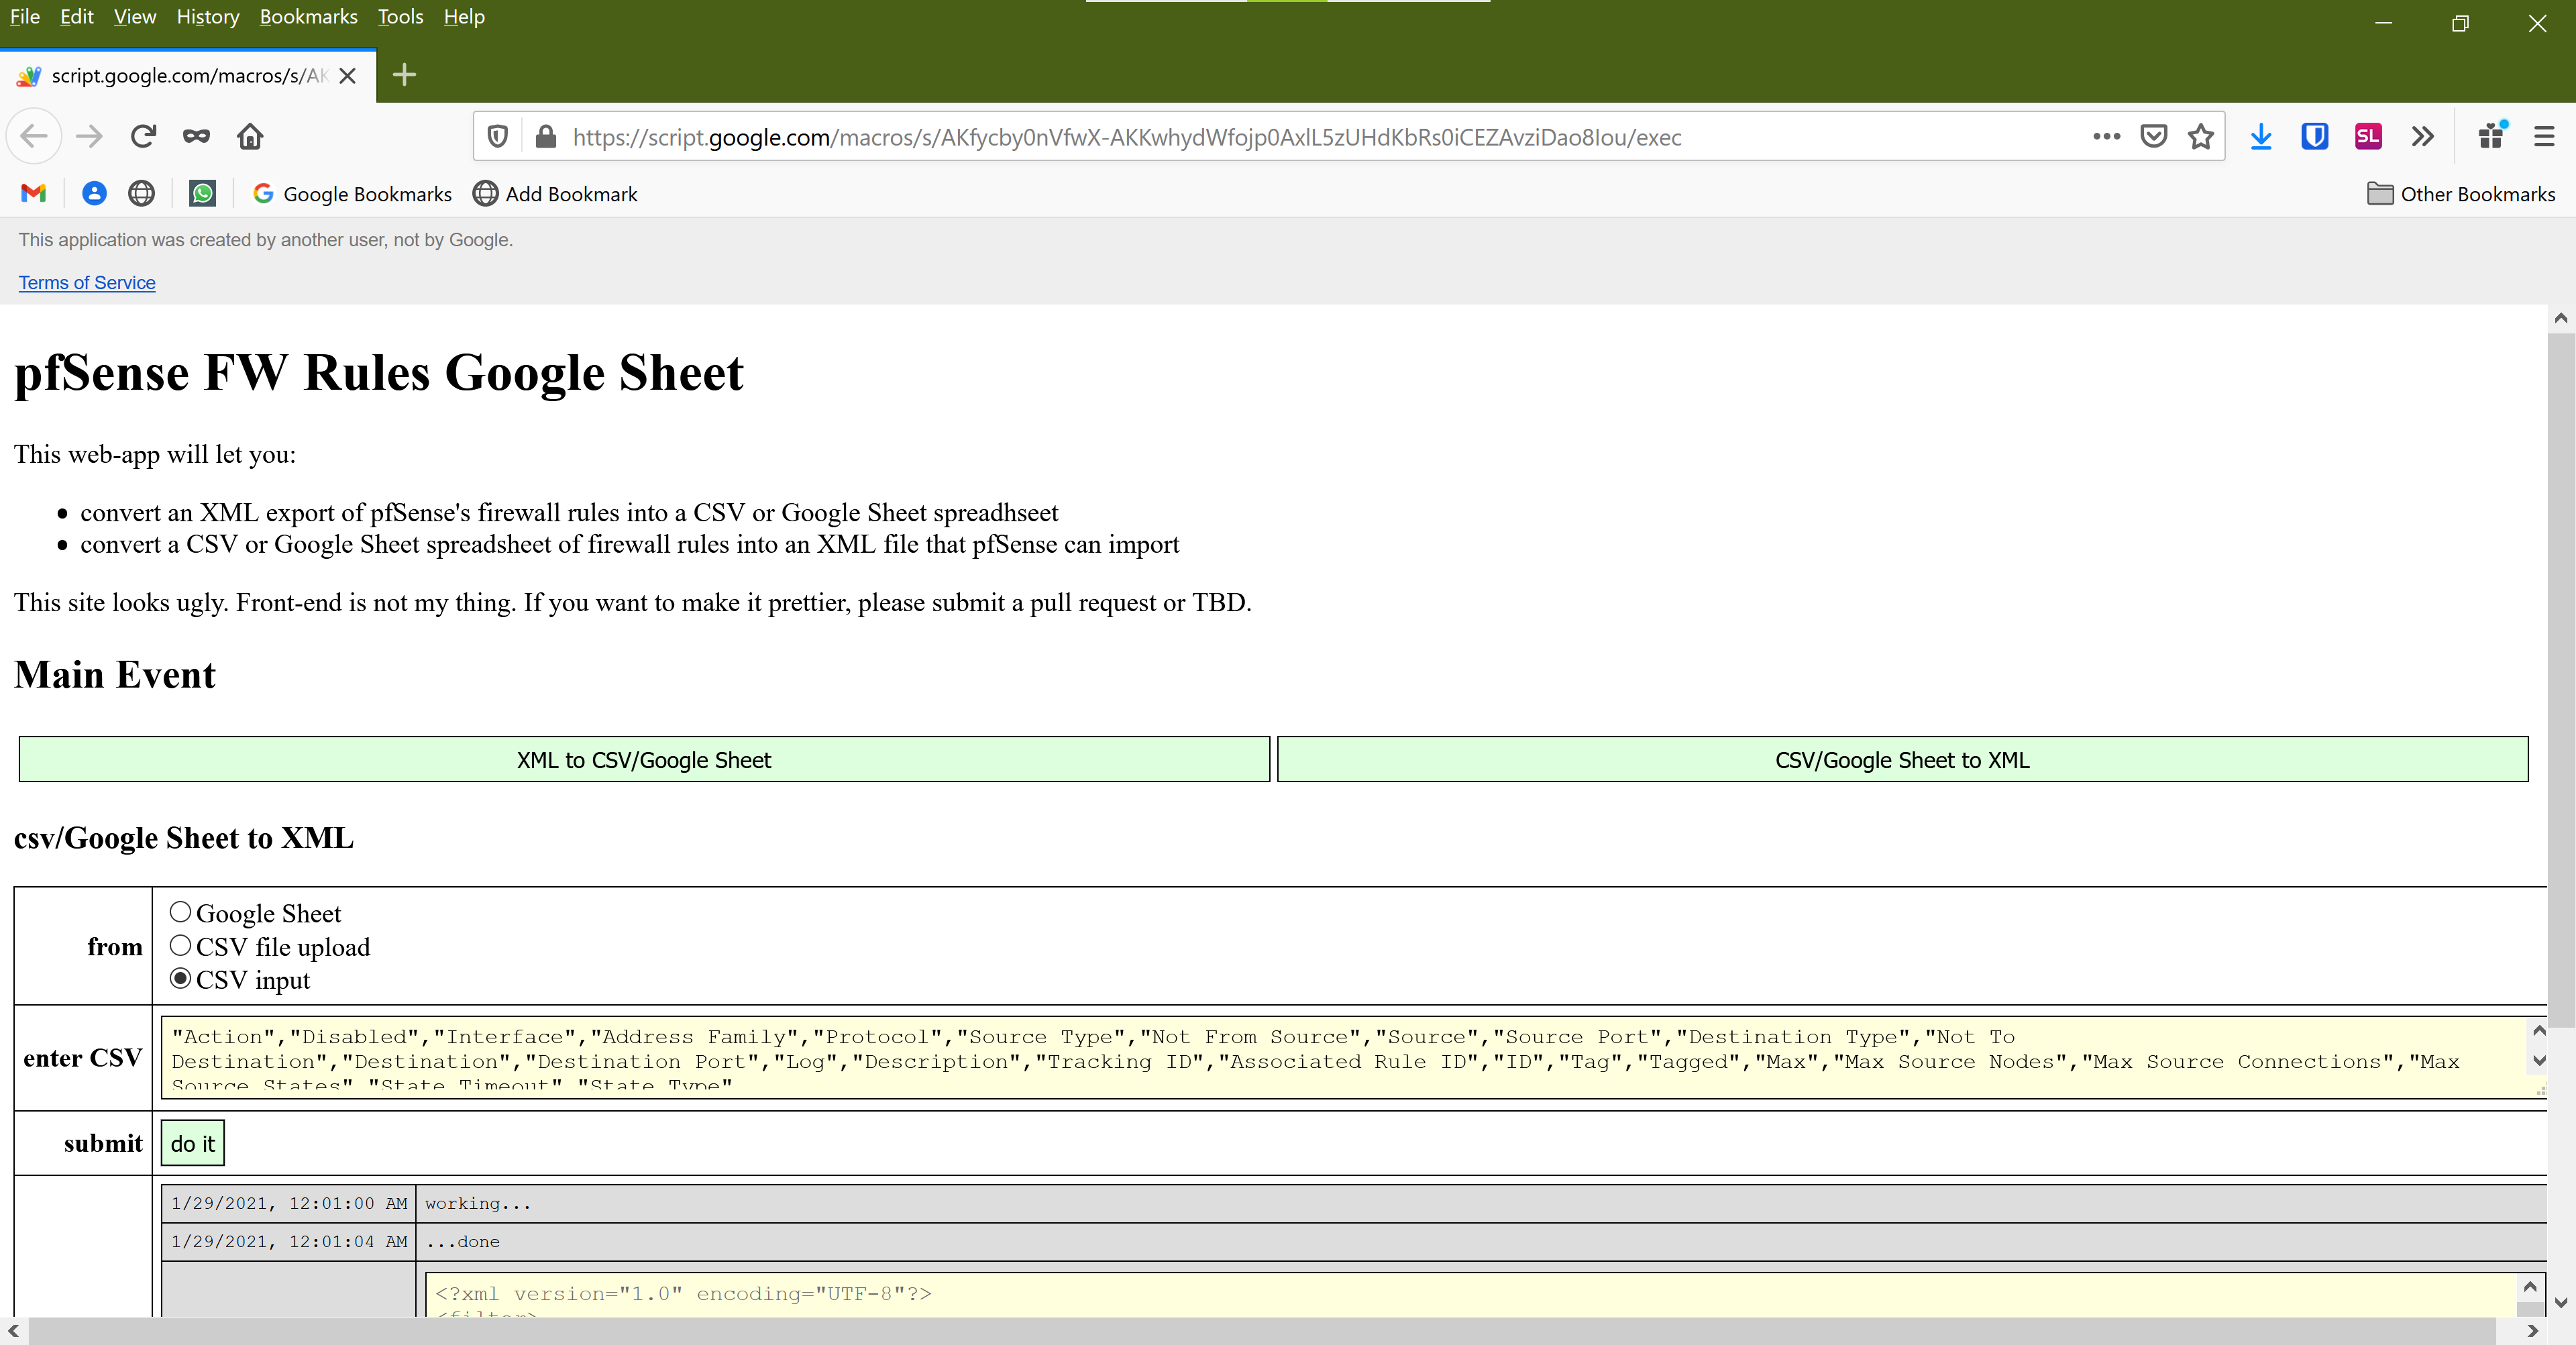 File Edit View History Bookmarks Tools Help
script.google.com/macros/s/AK
https://script.google.com/macros/s/AKfycby0nVfwX-AKKwhydWfojp0AxlL5zUHdKbRs0iCEZAvziDao8Iou/exec
SL
Google Bookmarks Add Bookmark Other Bookmarks
This application was created by another user, not by Google.
Terms of Service
pfSense FW Rules Google Sheet
This web-app will let you:
convert an XML export of pfSense's firewall rules into a CSV or Google Sheet spreadhseet
convert a CSV or Google Sheet spreadsheet of firewall rules into an XML file that pfSense can import
This site looks ugly. Front-end is not my thing. If you want to make it prettier, please submit a pull request or TBD.
Main Event
XML to CSV/Google Sheet CSV/Google Sheet to XML
csv/Google Sheet to XML
from
Google Sheet
CSV file upload
CSV input
enter CSV
"Action","Disabled","Interface","Address Family","Protocol","Source Type","Not From Source","Source","Source Port","Destination Type","Not To
Destination","Destination","Destination Port","Log","Description","Tracking ID","Associated Rule ID","ID","Tag","Tagged","Max","Max Source Nodes","Max Source Connections","Max
Source States","State Timeout","State Type"
submit do it
1/29/2021, 12:01:00 AM working...
1/29/2021, 12:01:04 AM ...done
<?xml version="1.0" encoding="UTF-8"?>
<filter>